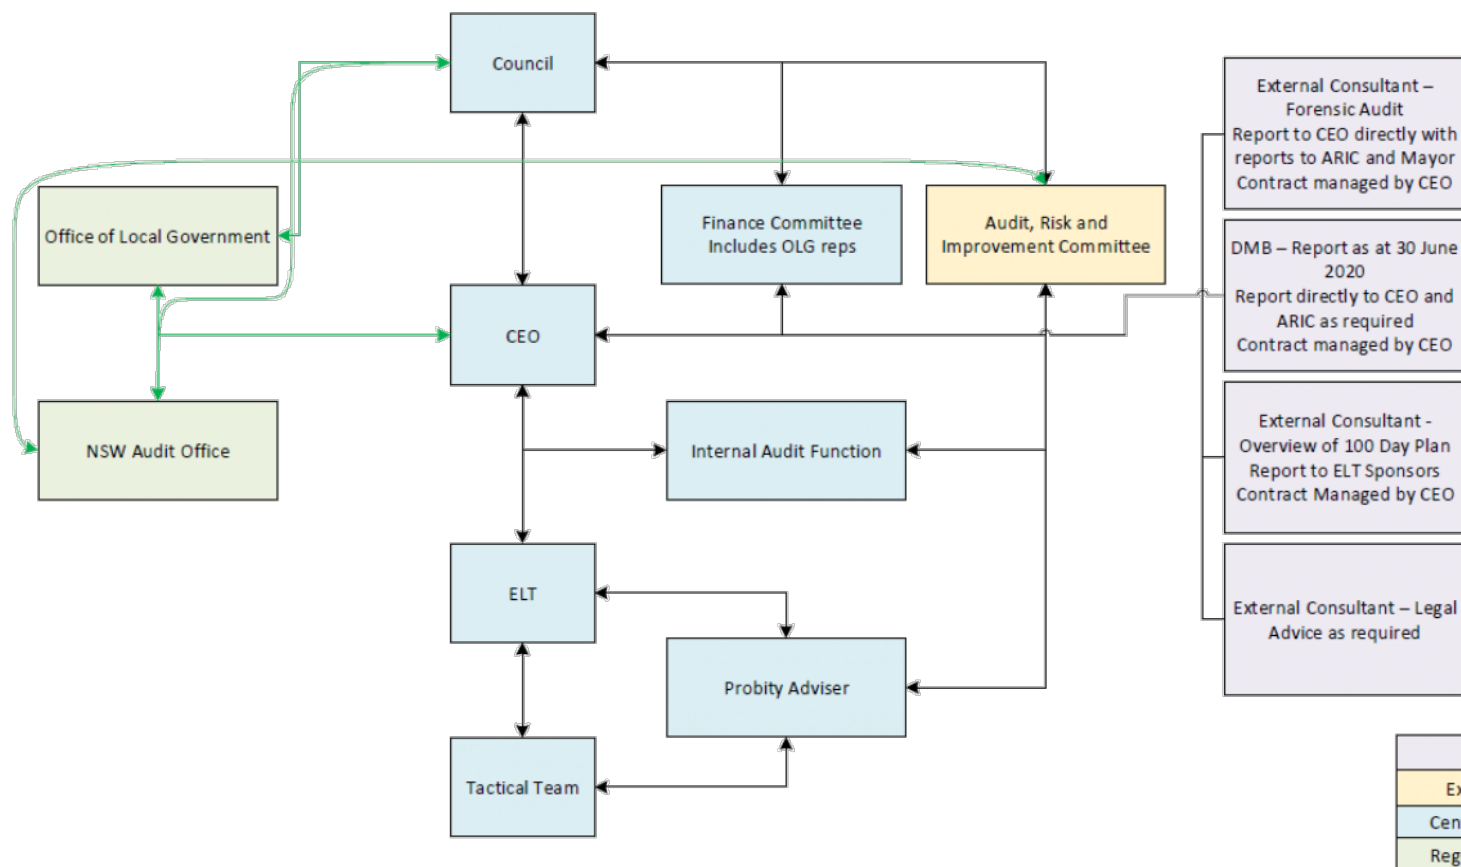 Council
External Consultant –
Forensic Audit
Report to CEO directly with
reports to ARIC and Mayor
Contract managed by CEO
Office of Local Government
Finance Committee
Includes OLG reps
Audit, Risk and
Improvement Committee
DMB – Report as at 30 June
2020
Report directly to CEO and
ARIC as required
Contract managed by CEO
CEO
NSW Audit Office
Internal Audit Function
External Consultant -
Overview of 100 Day Plan
Report to ELT Sponsors
Contract Managed by CEO
ELT
External Consultant – Legal
Advice as required
Probity Adviser
Tactical Team
Ex
Cen
Reg